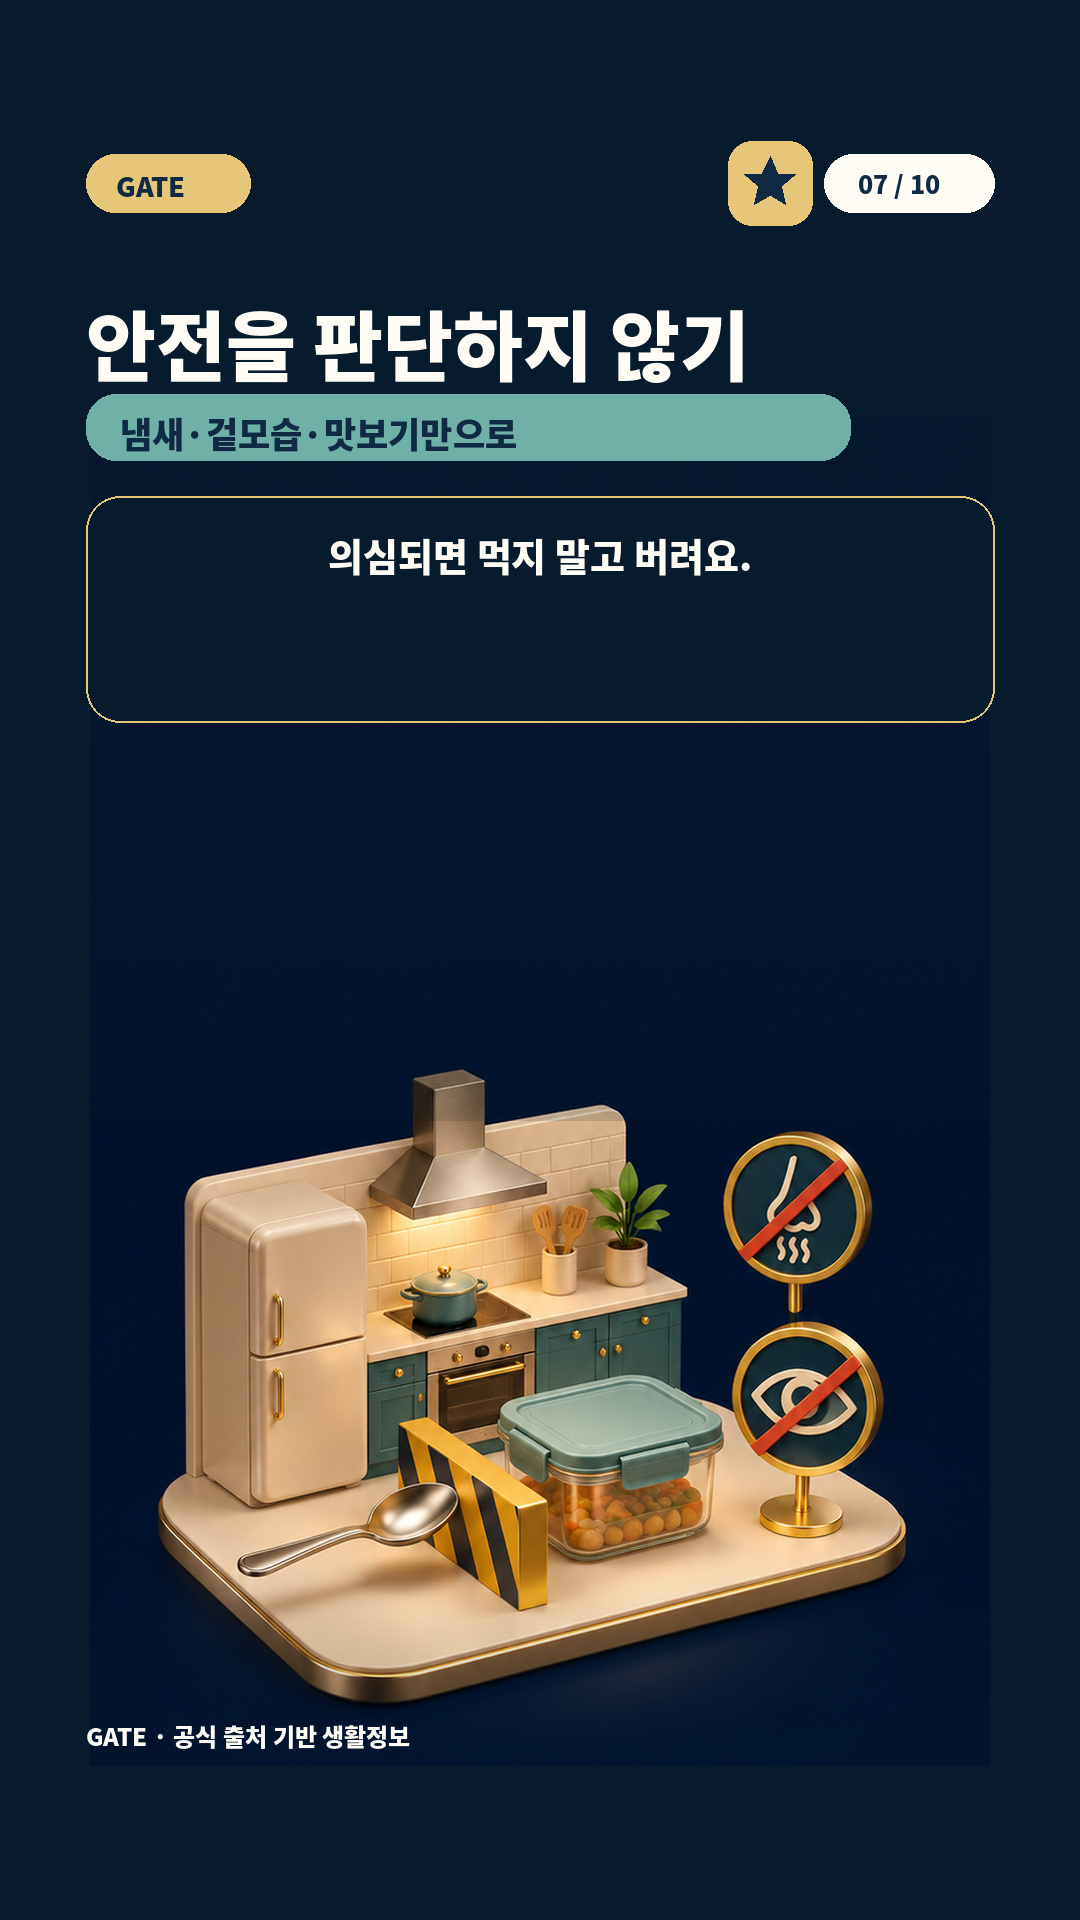 GATE
07 / 10
안전을 판단하지 않기
냄새·겉모습·맛보기만으로
의심되면 먹지 말고 버려요.
GATE · 공식 출처 기반 생활정보